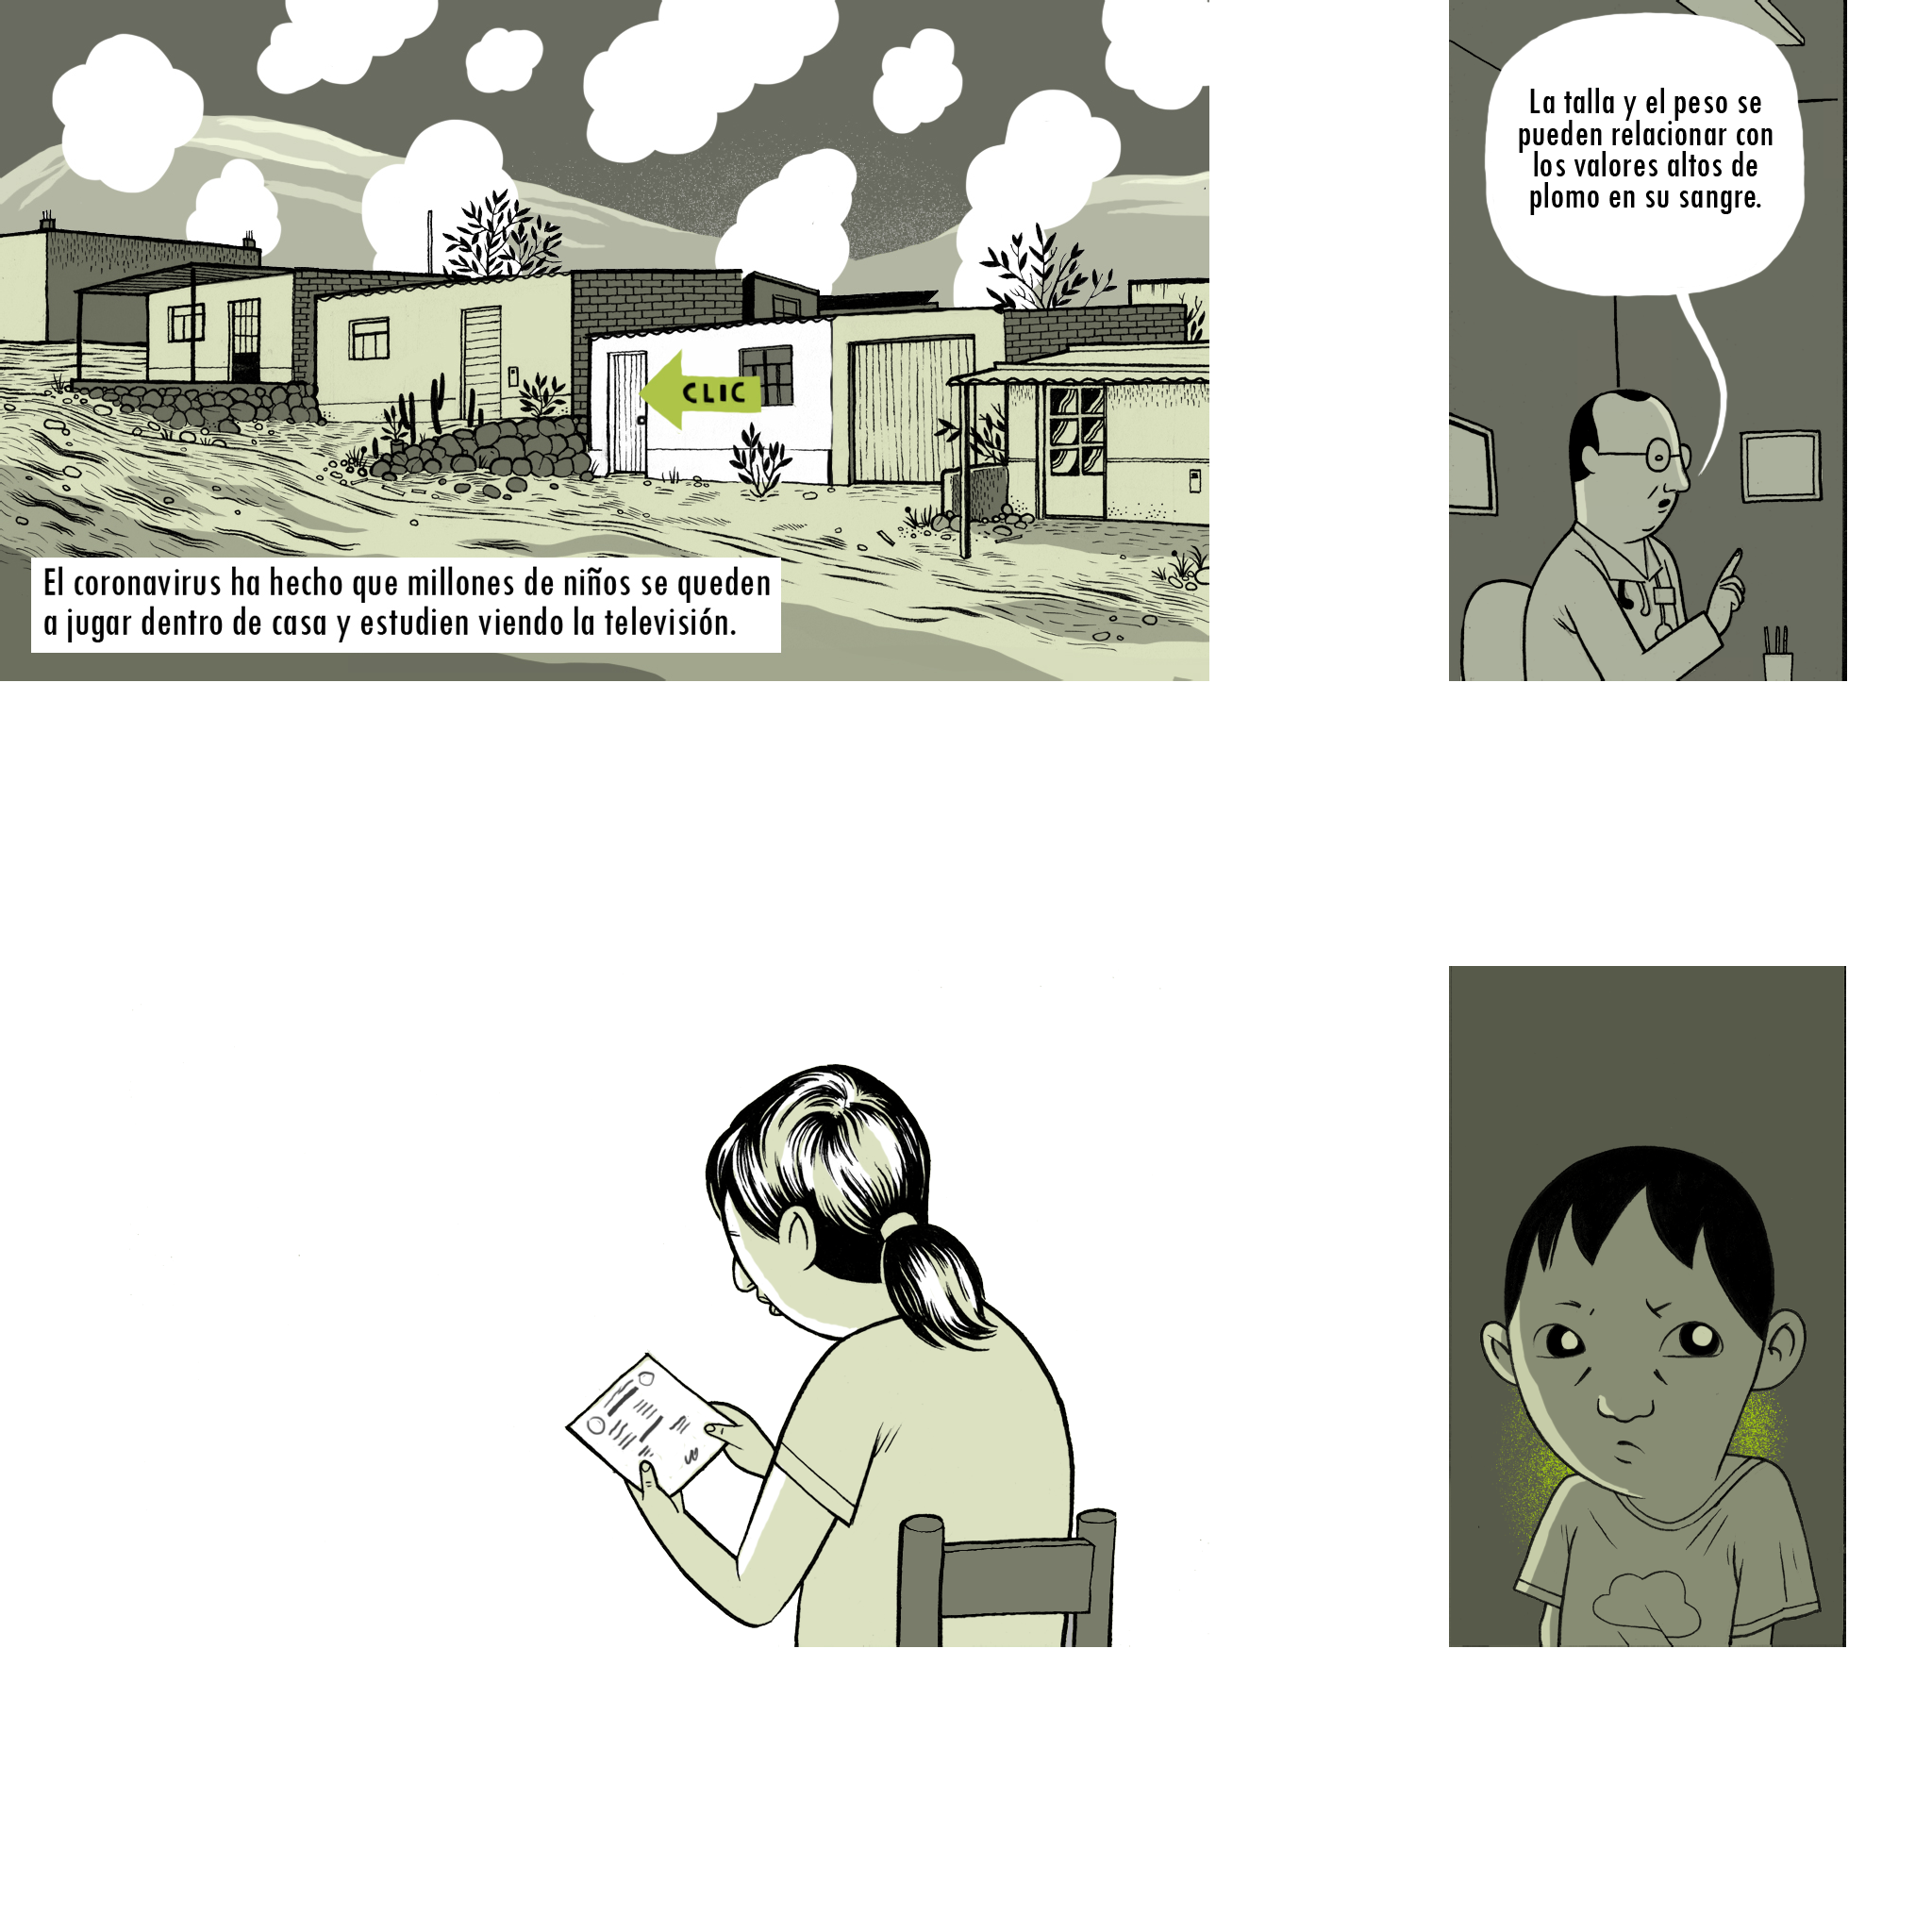 CLIC
El coronavirus ha hecho que millones de niños se queden
a jugar dentro de casa y estudien viendo la televisión.
La talla y el peso se
pueden relacionar con
los valores altos de
plomo en su sangre.